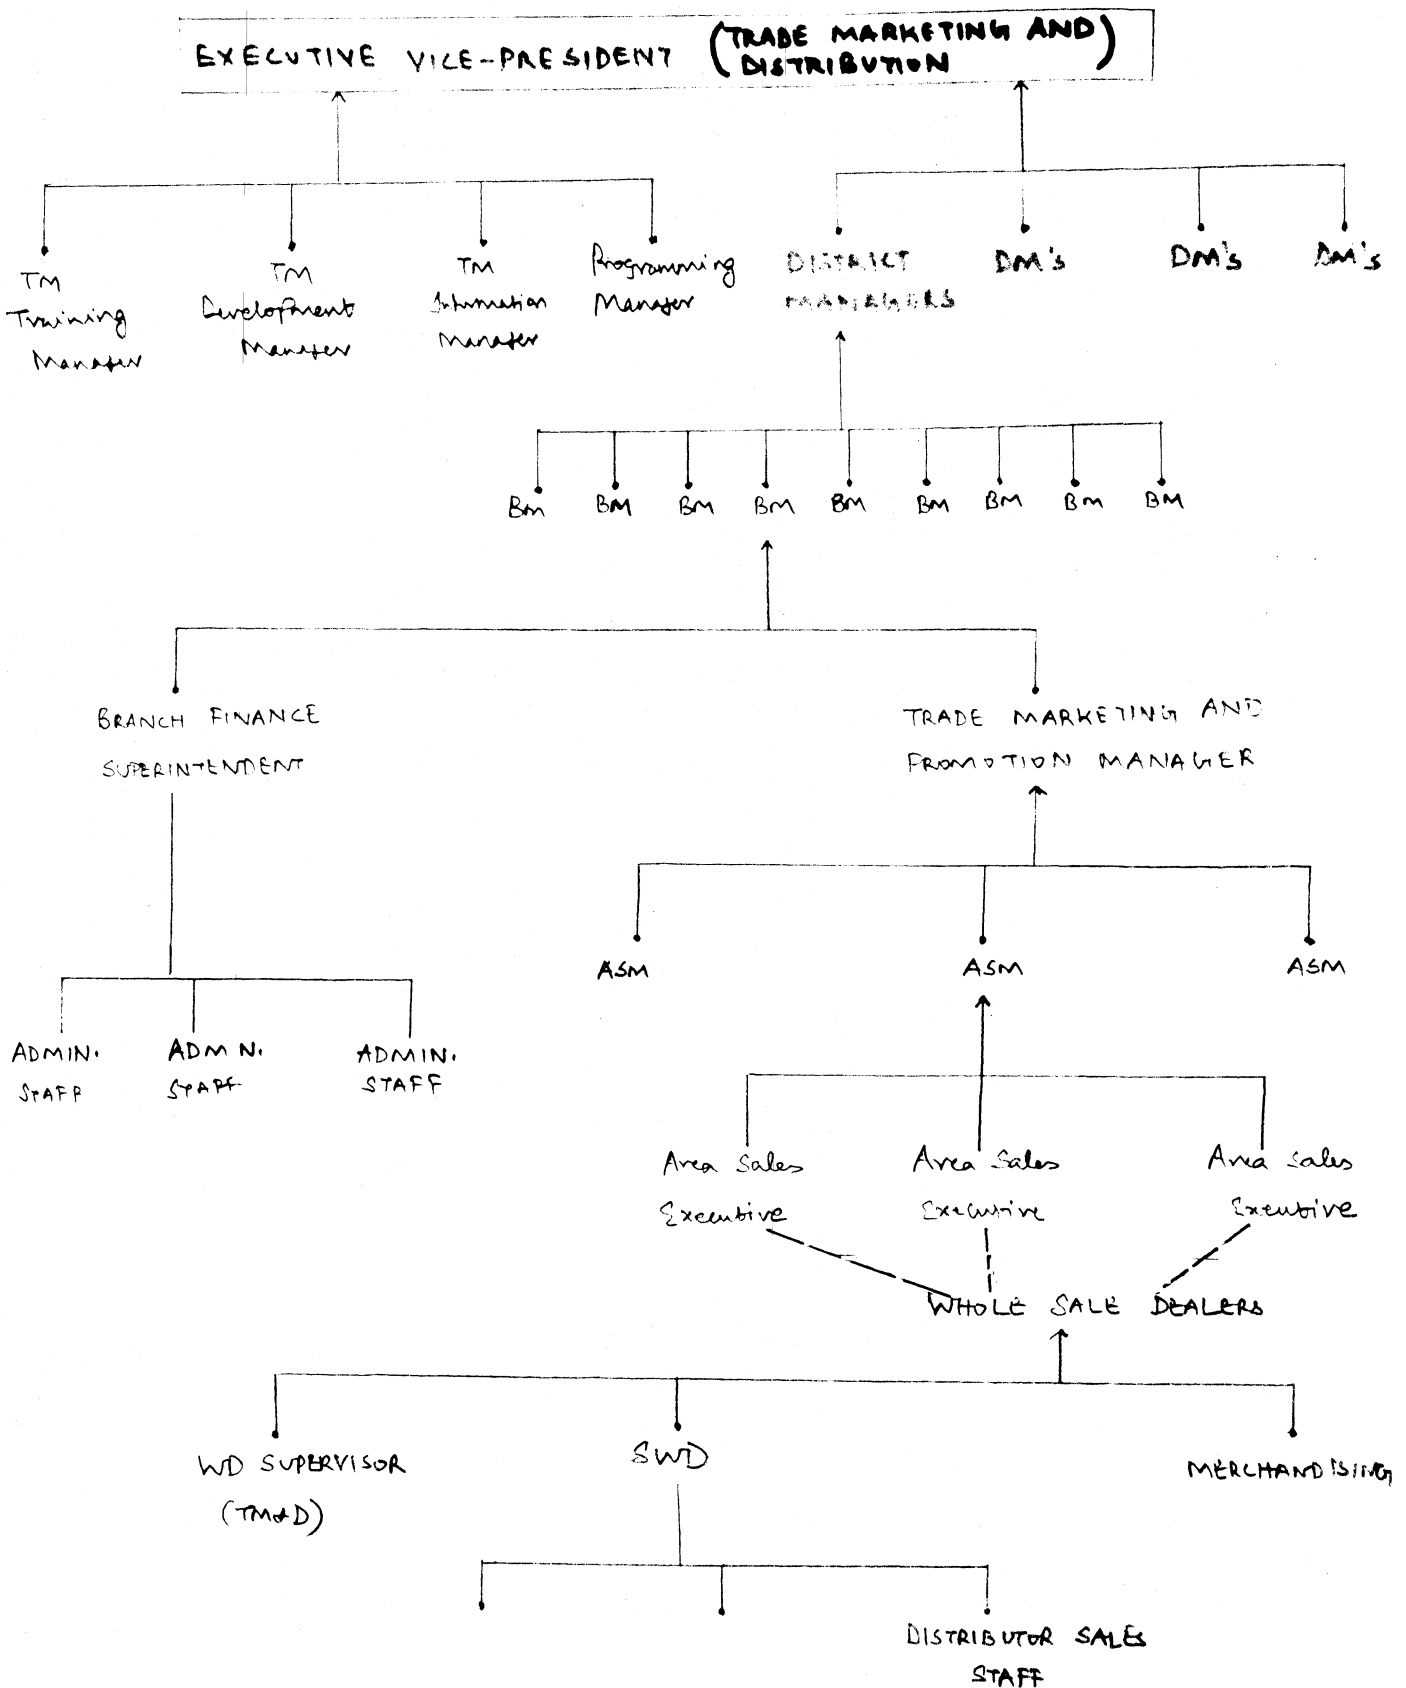 EXECUTIVE VICE-PRESIDENT (TRADE MARKETING AND DISTRIBUTION)
TM
Training
Manager
TM
Development
Manager
TM
Information
Manager
Programming
Manager
DISTRICT
MANAGERS
DM's
DM's
DM's
BM
BM
BM
BM
BM
BM
BM
BM
BM
BRANCH FINANCE
SUPERINTENDENT
TRADE MARKETING AND
PROMOTION MANAGER
ASM
ASM
ASM
ADMIN.
STAFF
ADMIN.
STAFF
ADMIN.
STAFF
Area Sales
Executive
Area Sales
Executive
Area Sales
Executive
WHOLE SALE DEALERS
WD SUPERVISOR
(TM&D)
SWD
MERCHANDISING
DISTRIBUTOR SALES
STAFF